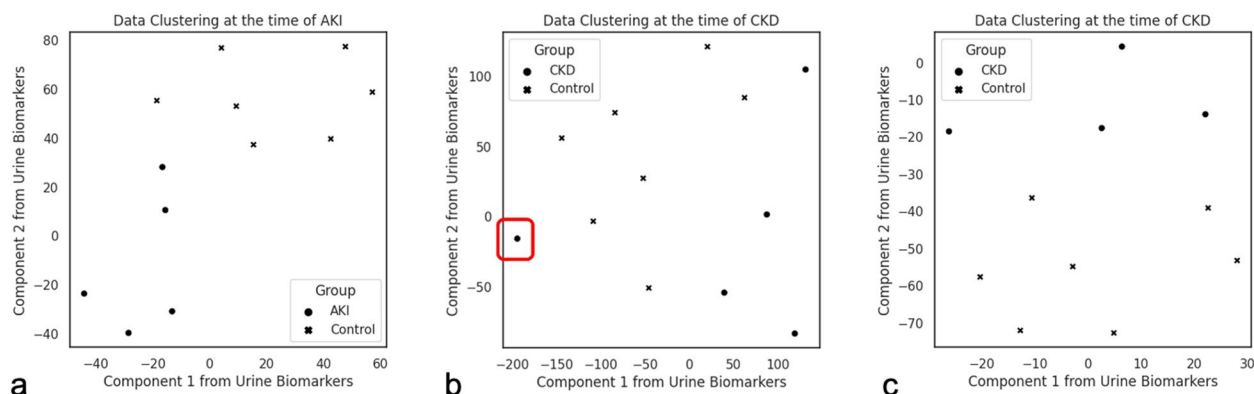 Data Clustering at the time of AKI
80
60
40
20
0
−20
−40
Component 2 from Urine Biomarkers
Group
AKI
Control
−40 −20 0 20 40 60
Component 1 from Urine Biomarkers
a
Data Clustering at the time of CKD
Group
CKD
Control
100
50
0
−50
Component 2 from Urine Biomarkers
−200 −150 −100 −50 0 50 100
Component 1 from Urine Biomarkers
b
Data Clustering at the time of CKD
Group
CKD
Control
0
−10
−20
−30
−40
−50
−60
−70
Component 2 from Urine Biomarkers
−20 −10 0 10 20 30
Component 1 from Urine Biomarkers
c